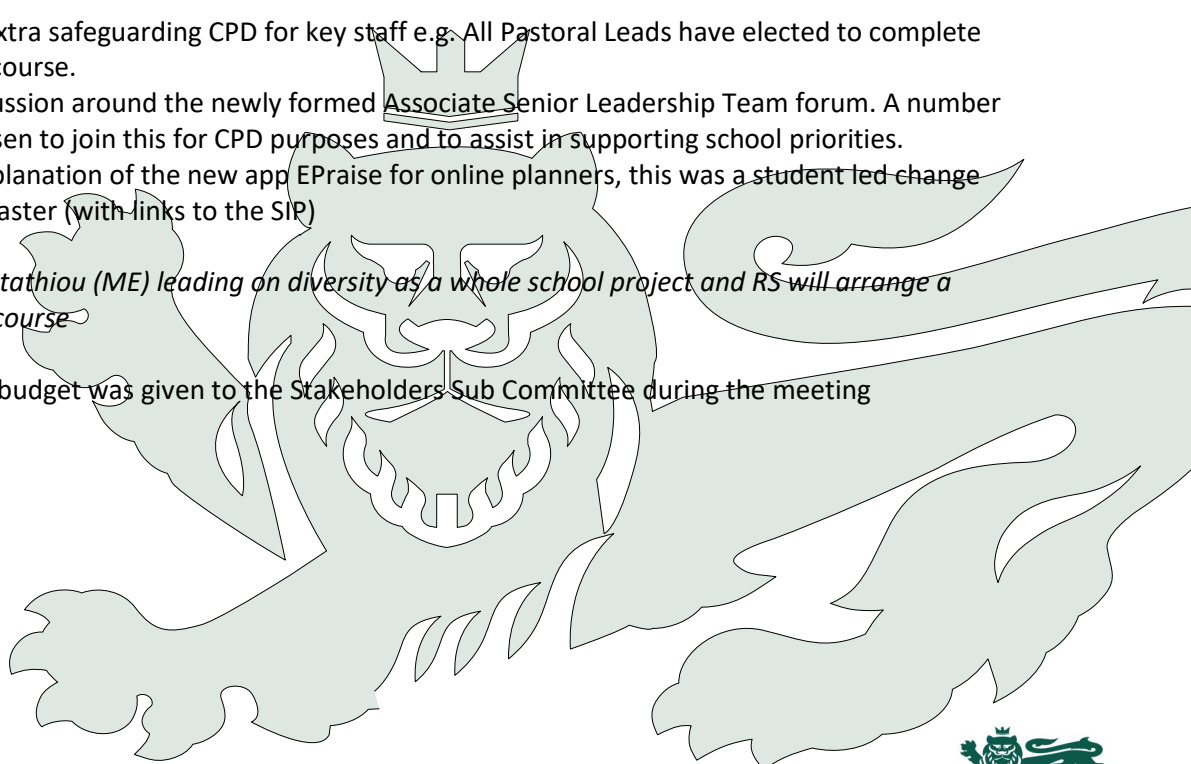 xtra safeguarding CPD for key staff e.g. All Pastoral Leads have elected to complete
course.
ussion around the newly formed Associate Senior Leadership Team forum. A number
sen to join this for CPD purposes and to assist in supporting school priorities.
planation of the new app EPraise for online planners, this was a student led change
aster (with links to the SIP)
tathiou (ME) leading on diversity as a whole school project and RS will arrange a
course
budget was given to the Stakeholders Sub Committee during the meeting